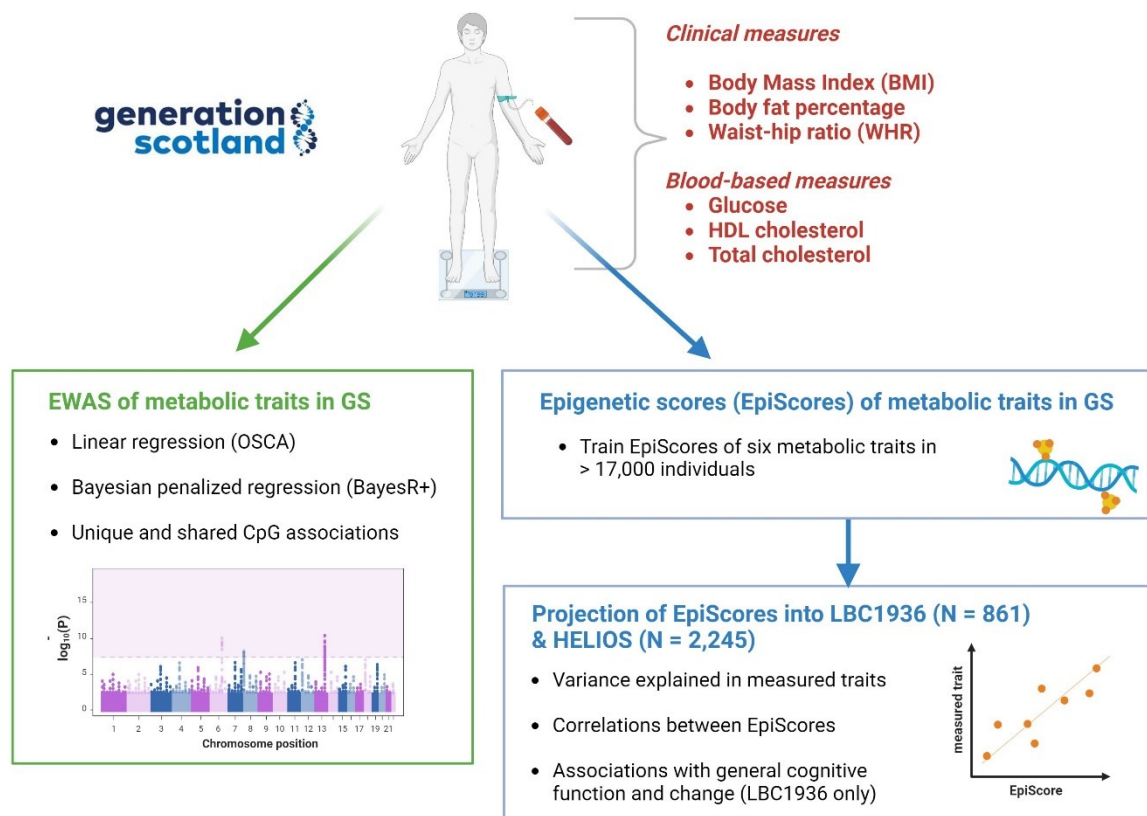 generation
scotland
Clinical measures
• Body Mass Index (BMI)
• Body fat percentage
• Waist-hip ratio (WHR)
Blood-based measures
• Glucose
• HDL cholesterol
• Total cholesterol
EWAS of metabolic traits in GS
• Linear regression (OSCA)
• Bayesian penalized regression (BayesR+)
• Unique and shared CpG associations
-log₁₀(P)
15
10
5
0
1 2 3 4 5 6 7 8 9 10 11 12 13 15 17 19 21
Chromosome position
Epigenetic scores (EpiScores) of metabolic traits in GS
• Train EpiScores of six metabolic traits in
> 17,000 individuals
Projection of EpiScores into LBC1936 (N = 861)
& HELIOS (N = 2,245)
• Variance explained in measured traits
• Correlations between EpiScores
• Associations with general cognitive
function and change (LBC1936 only)
measured trait
EpiScore